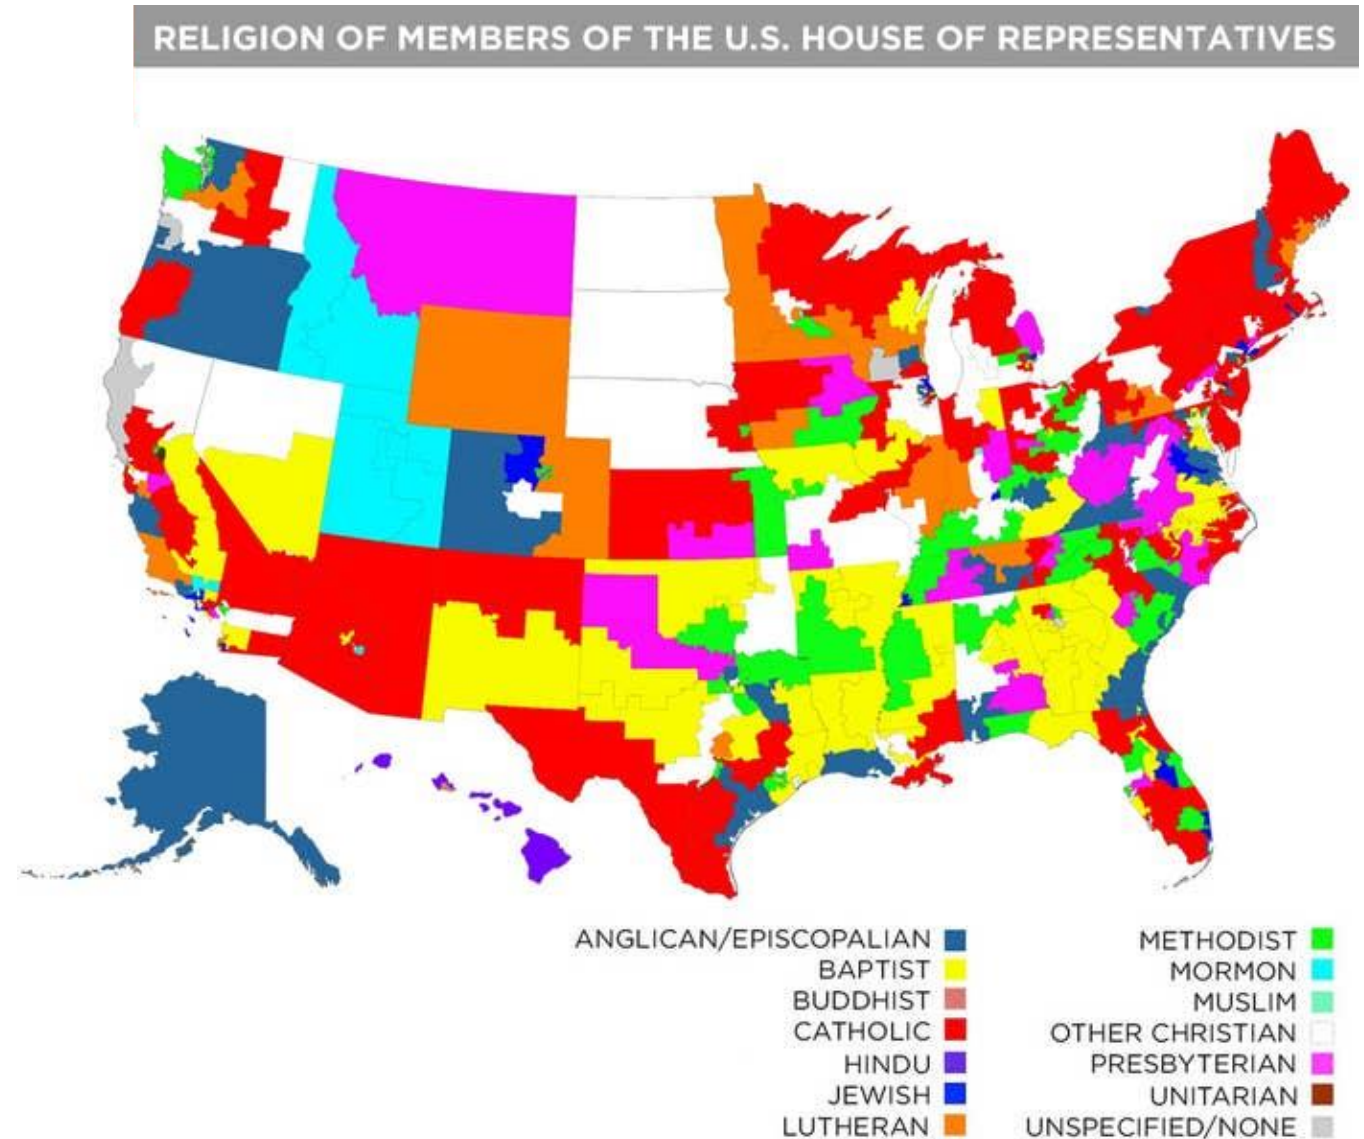 RELIGION OF MEMBERS OF THE U.S. HOUSE OF REPRESENTATIVES
ANGLICAN/EPISCOPALIAN
BAPTIST
BUDDHIST
CATHOLIC
HINDU
JEWISH
LUTHERAN
METHODIST
MORMON
MUSLIM
OTHER CHRISTIAN
PRESBYTERIAN
UNITARIAN
UNSPECIFIED/NONE